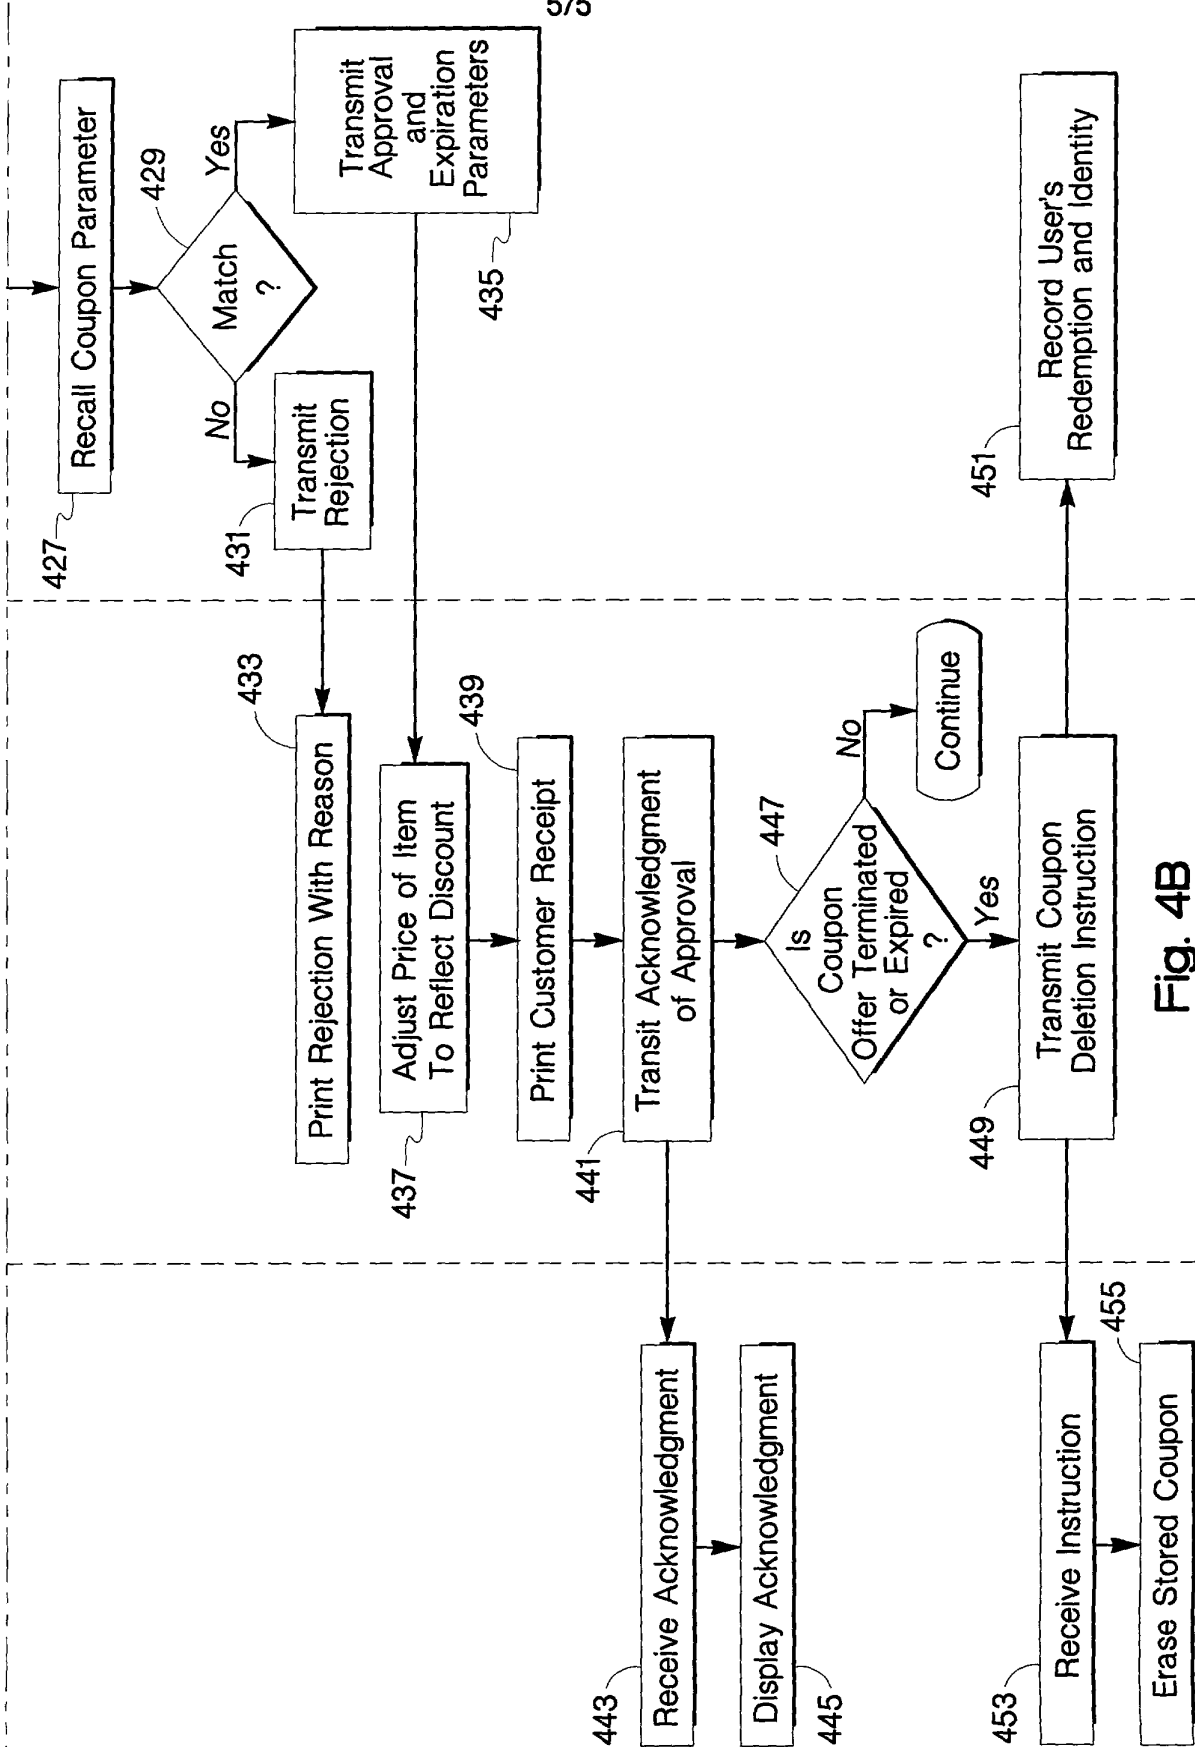 575
Recall Coupon Parameter
427
Match
?
429
Yes
No
Transmit
Rejection
431
Transmit
Approval
and
Expiration
Parameters
435
Print Rejection With Reason
433
Adjust Price of Item
To Reflect Discount
437
Print Customer Receipt
439
Transit Acknowledgment
of Approval
441
Receive Acknowledgment
443
Display Acknowledgment
445
Is
Coupon
Offer Terminated
or Expired
?
447
No
Continue
Yes
Transmit Coupon
Deletion Instruction
449
Record User's
Redemption and Identity
451
Receive Instruction
453
Erase Stored Coupon
455
Fig. 4B